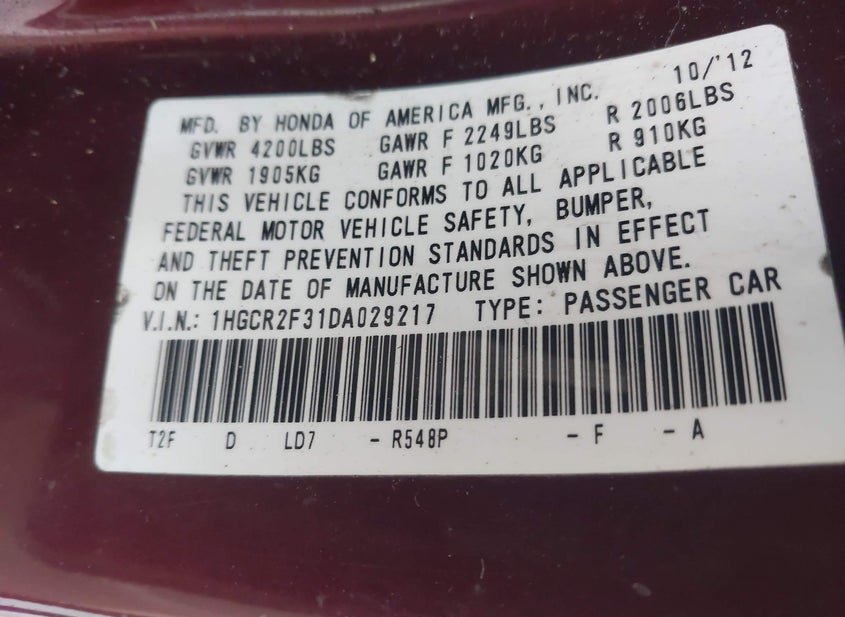 10/'12
MFD. BY HONDA OF AMERICA MFG., INC.
GVWR 4200LBS GAWR F 2249LBS R 2006LBS
GVWR 1905KG GAWR F 1020KG R 910KG
THIS VEHICLE CONFORMS TO ALL APPLICABLE
FEDERAL MOTOR VEHICLE SAFETY, BUMPER,
AND THEFT PREVENTION STANDARDS IN EFFECT
ON THE DATE OF MANUFACTURE SHOWN ABOVE.
V.I.N.: 1HGCR2F31DA029217 TYPE: PASSENGER CAR
T2F D LD7 - R548P - F - A